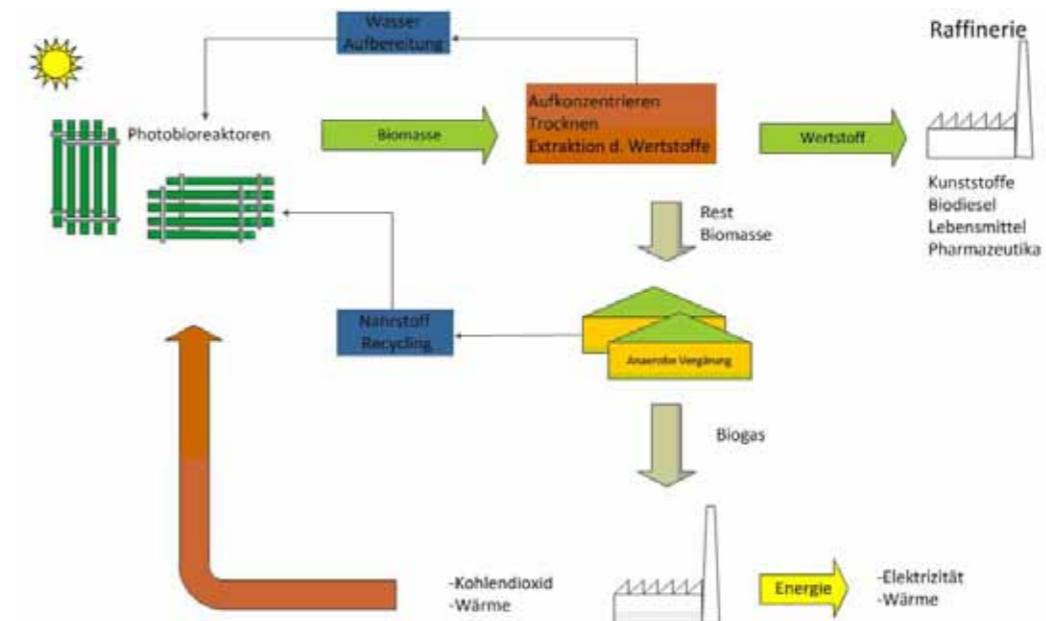 Wasser
Aufbereitung
Raffinerie
Photobioreaktoren
Biomasse
Aufkonzentrieren
Trocknen
Extraktion d. Wertstoffe
Wertstoff
Kunststoffe
Biodiesel
Lebensmittel
Pharmazeutika
Rest
Biomasse
Nährstoff
Recycling
Anaerobe Vergärung
Biogas
-Kohlendioxid
-Wärme
Energie
-Elektrizität
-Wärme